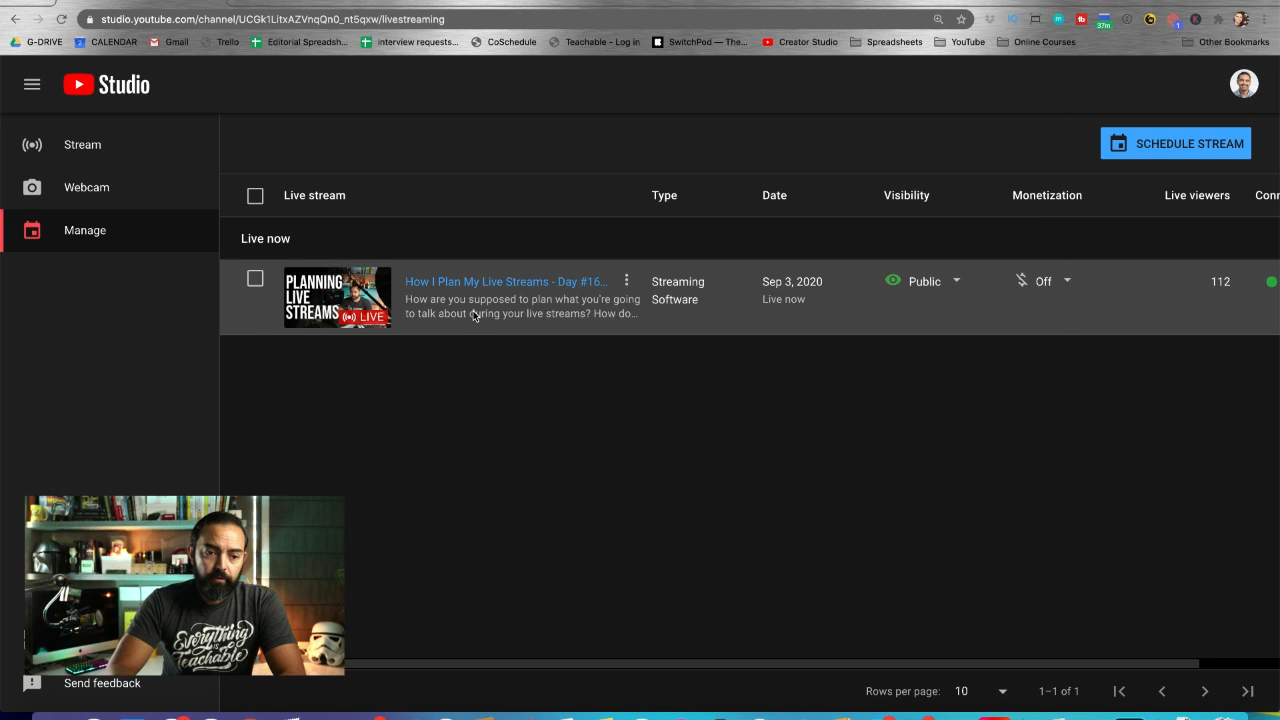 studio.youtube.com/channel/UCGk1LitxAZVnqQn0_nt5qxw/livestreaming
37m
1
G-DRIVE CALENDAR Gmail Trello Editorial Spreadsh... interview requests... CoSchedule Teachable - Log in SwitchPod — The... Creator Studio Spreadsheets YouTube Online Courses Other Bookmarks
Studio
Stream
Webcam
Manage
SCHEDULE STREAM
Live stream Type Date Visibility Monetization Live viewers
Live now
PLANNING
LIVE
STREAMS
LIVE
How I Plan My Live Streams - Day #16...
How are you supposed to plan what you're going
to talk about during your live streams? How do...
Streaming
Software
Sep 3, 2020
Live now
Public
Off
112
Everything
is
Teachable
Send feedback
Rows per page: 10 1–1 of 1